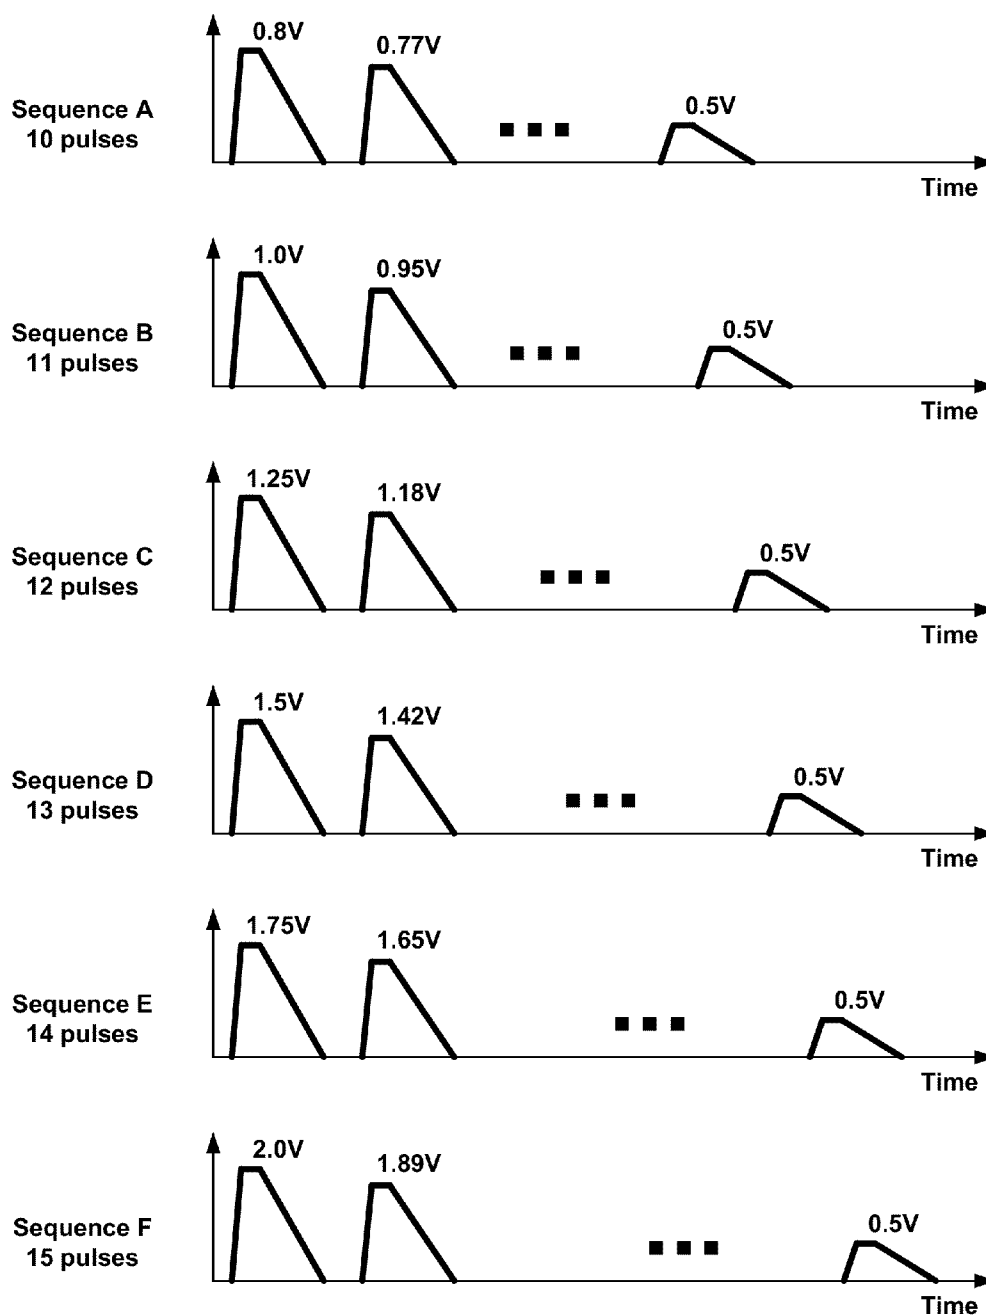 0.8V
0.77V
Sequence A
10 pulses
0.5V
Time
1.0V
0.95V
Sequence B
11 pulses
0.5V
Time
1.25V
1.18V
Sequence C
12 pulses
0.5V
Time
1.5V
1.42V
Sequence D
13 pulses
0.5V
Time
1.75V
1.65V
Sequence E
14 pulses
0.5V
Time
2.0V
1.89V
Sequence F
15 pulses
0.5V
Time